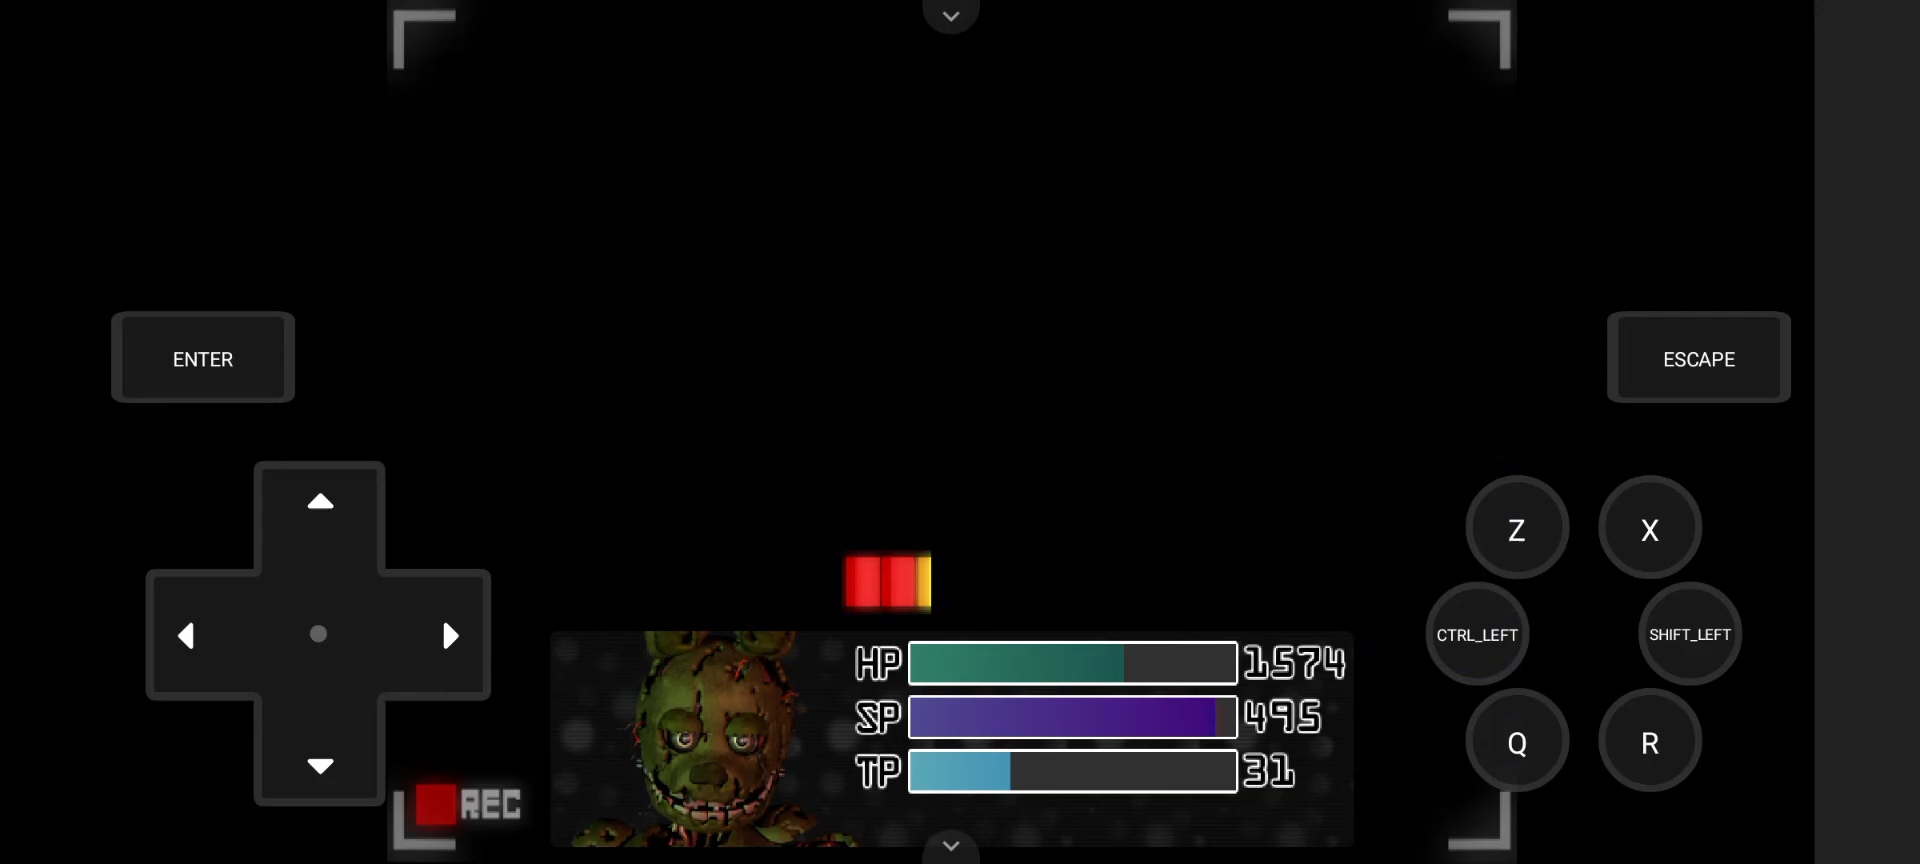 ENTER
ESCAPE
Z
X
CTRL_LEFT
SHIFT_LEFT
Q
R
HP 1574
SP 495
TP 31
REC